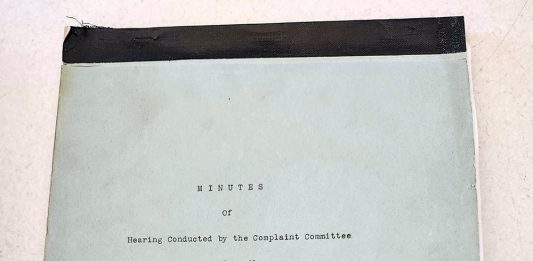 MINUTES
Of
Hearing Conducted by the Complaint Committee